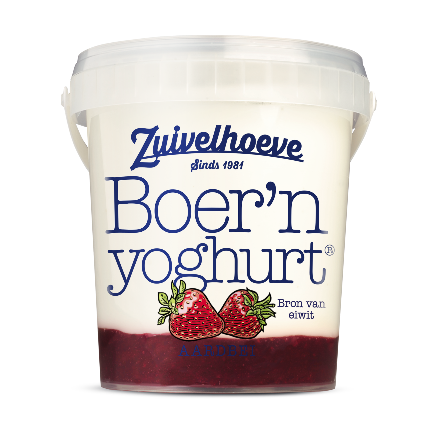 Zuivelhoeve
Sinds 1981
Boer'n
yoghurt®
Bron van
eiwit